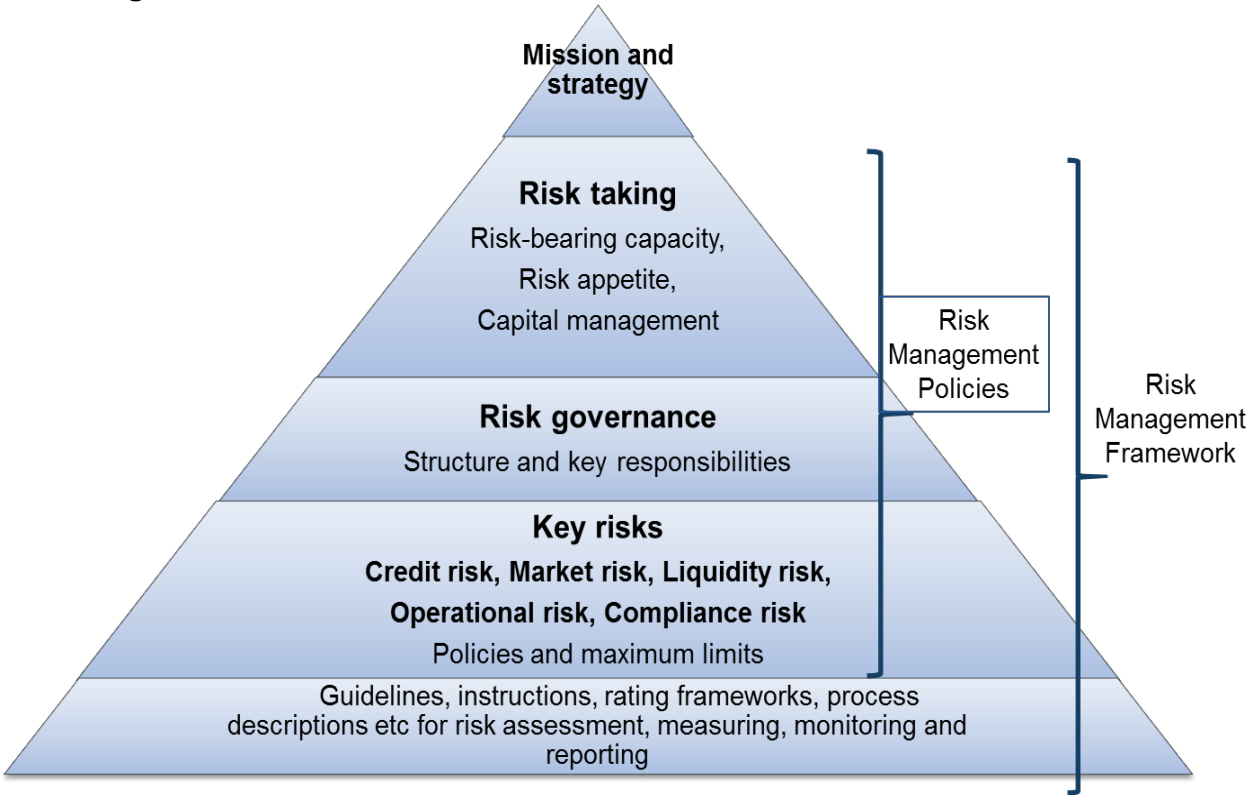 Mission and
strategy
Risk taking
Risk-bearing capacity,
Risk appetite,
Capital management
Risk governance
Structure and key responsibilities
Key risks
Credit risk, Market risk, Liquidity risk,
Operational risk, Compliance risk
Policies and maximum limits
Guidelines, instructions, rating frameworks, process
descriptions etc for risk assessment, measuring, monitoring and
reporting
Risk
Management
Policies
Risk
Management
Framework